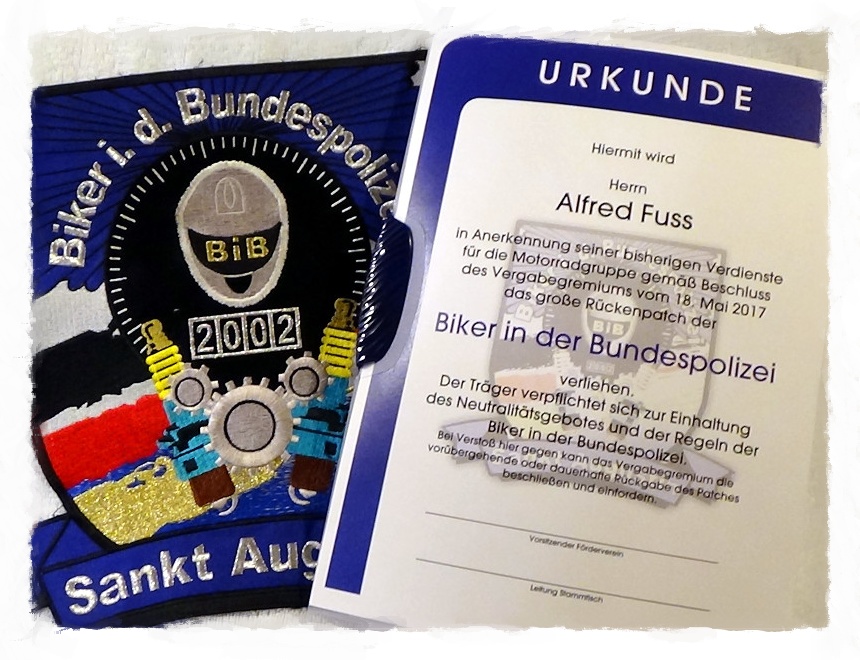 Biker i. d. Bundespolize
BiB
2002
Sankt Aug
URKUNDE
Hiermit wird
Herrn
Alfred Fuss
in Anerkennung seiner bisherigen Verdienste
für die Motorradgruppe gemäß Beschluss
des Vergabegremiums vom 18. Mai 2017
das große Rückenpatch der
Biker in der Bundespolizei
verliehen.
Der Träger verpflichtet sich zur Einhaltung
des Neutralitätsgebotes und der Regeln der
Biker in der Bundespolizei.
Bei Verstoß hier gegen kann das Vergabegremium die
vorübergehende oder dauerhafte Rückgabe des Patches
beschließen und einfordern.
Vorsitzender Förderverein
Leitung Stammtisch